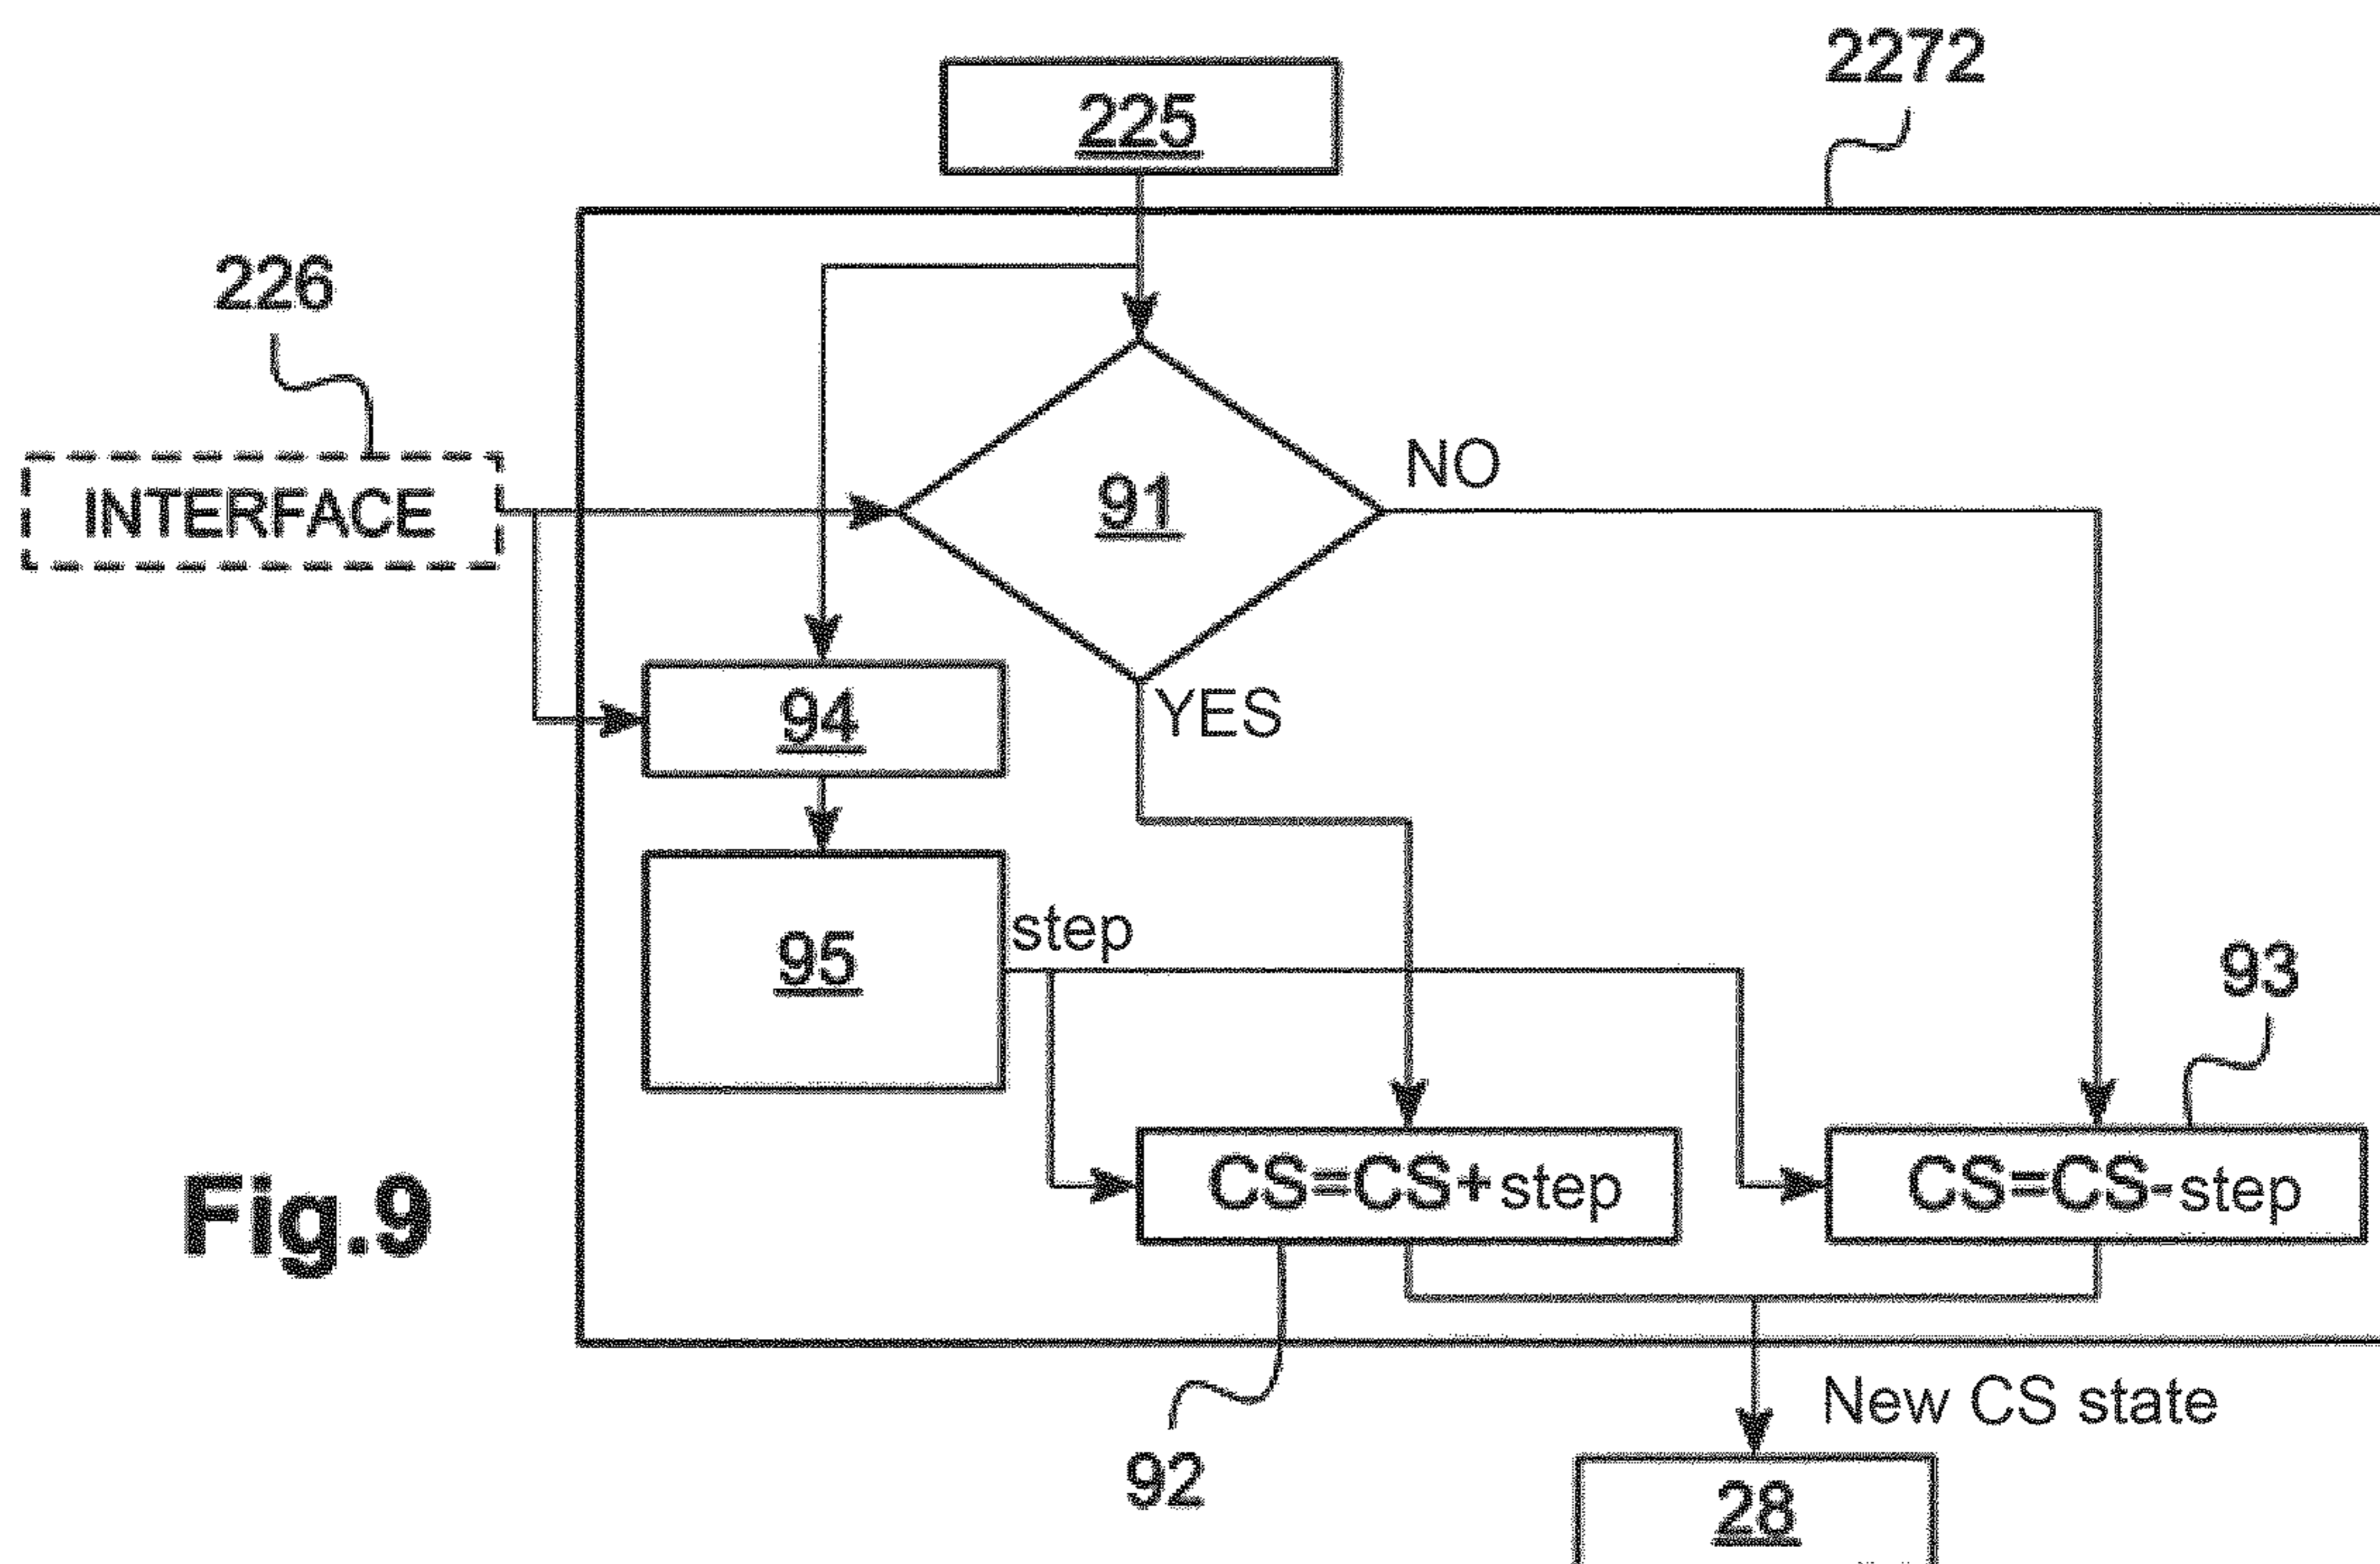 2272
225
226
INTERFACE
91
NO
YES
94
95
step
93
CS=CS+step
CS=CS-step
Fig.9
New CS state
92
28